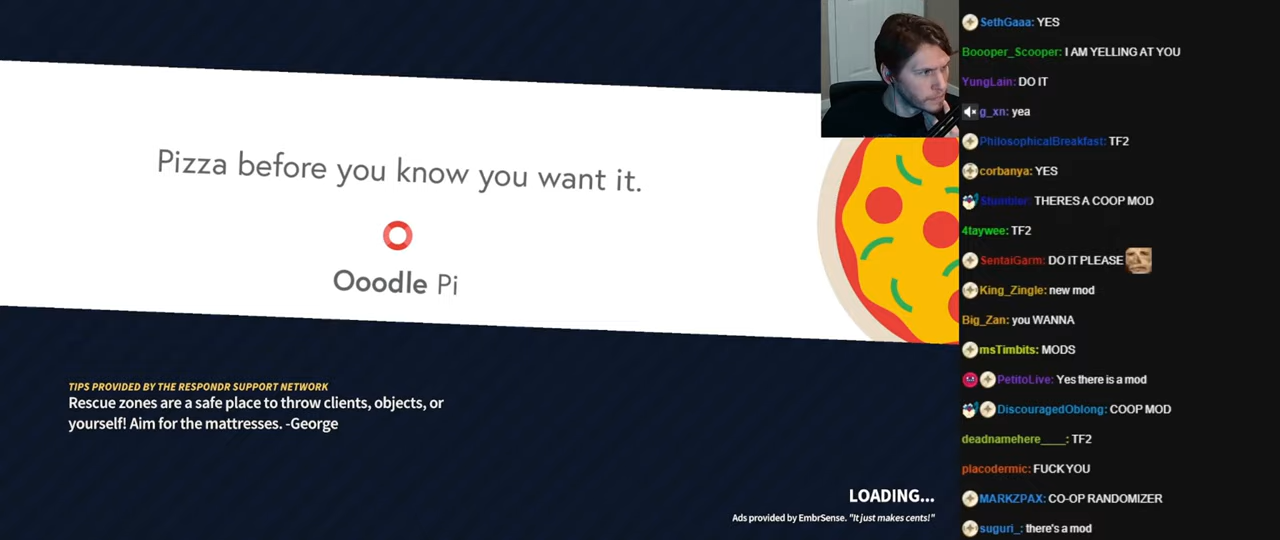 Pizza before you know you want it.
Ooodle Pi
TIPS PROVIDED BY THE RESPONDR SUPPORT NETWORK
Rescue zones are a safe place to throw clients, objects, or
yourself! Aim for the mattresses. -George
LOADING...
Ads provided by EmbrSense. "It just makes cents!"
SethGaaa: YES
Boooper_Scooper: I AM YELLING AT YOU
YungLain: DO IT
g_xn: yea
PhilosophicalBreakfast: TF2
corbanya: YES
Stumbler: THERES A COOP MOD
4taywee: TF2
SentaiGarm: DO IT PLEASE
King_Zingle: new mod
Big_Zan: you WANNA
msTimbits: MODS
PetitoLive: Yes there is a mod
DiscouragedOblong: COOP MOD
deadnamehere____: TF2
placodermic: FUCK YOU
MARKZPAX: CO-OP RANDOMIZER
suguri_: there's a mod